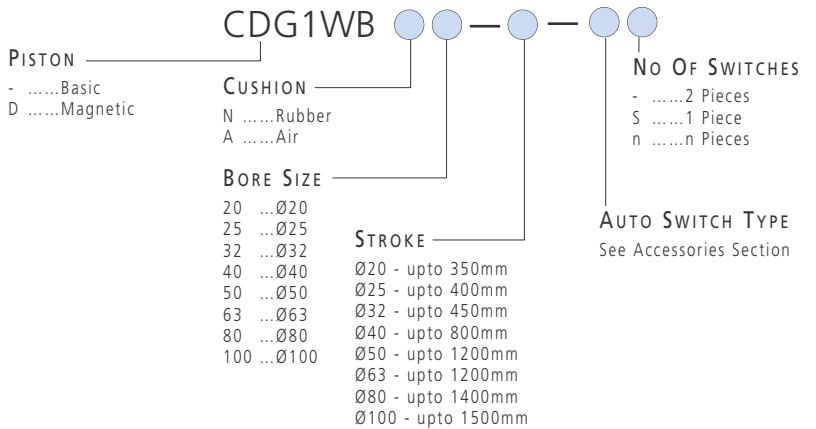 CDG1WB — —
PISTON
- ......Basic
D ......Magnetic
CUSHION
N ......Rubber
A ......Air
BORE SIZE
20 ...Ø20
25 ...Ø25
32 ...Ø32
40 ...Ø40
50 ...Ø50
63 ...Ø63
80 ...Ø80
100 ...Ø100
STROKE
Ø20 - upto 350mm
Ø25 - upto 400mm
Ø32 - upto 450mm
Ø40 - upto 800mm
Ø50 - upto 1200mm
Ø63 - upto 1200mm
Ø80 - upto 1400mm
Ø100 - upto 1500mm
NO OF SWITCHES
- ......2 Pieces
S ......1 Piece
n ......n Pieces
AUTO SWITCH TYPE
See Accessories Section